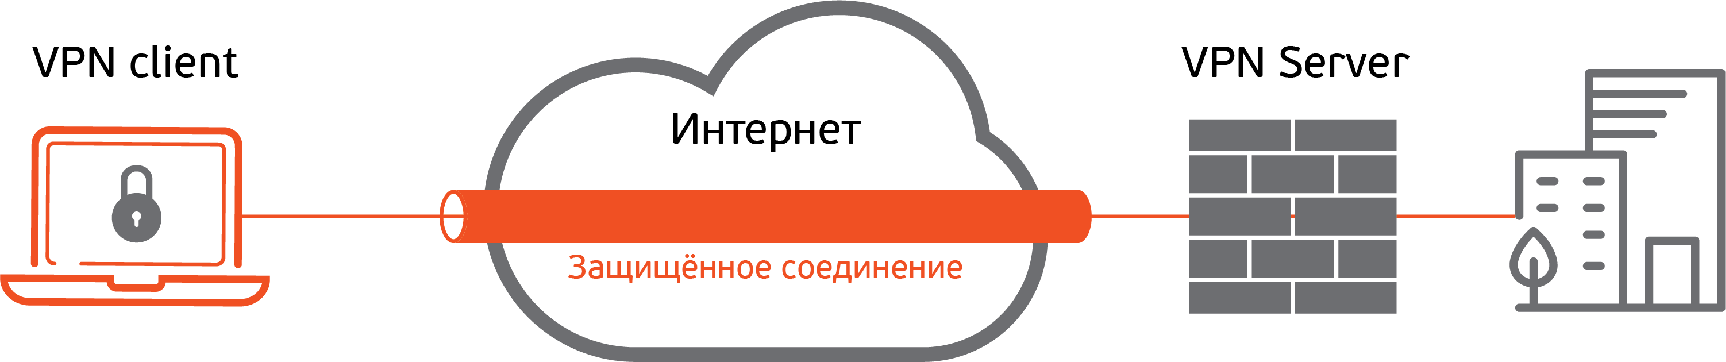 VPN client
Интернет
VPN Server
Защищённое соединение